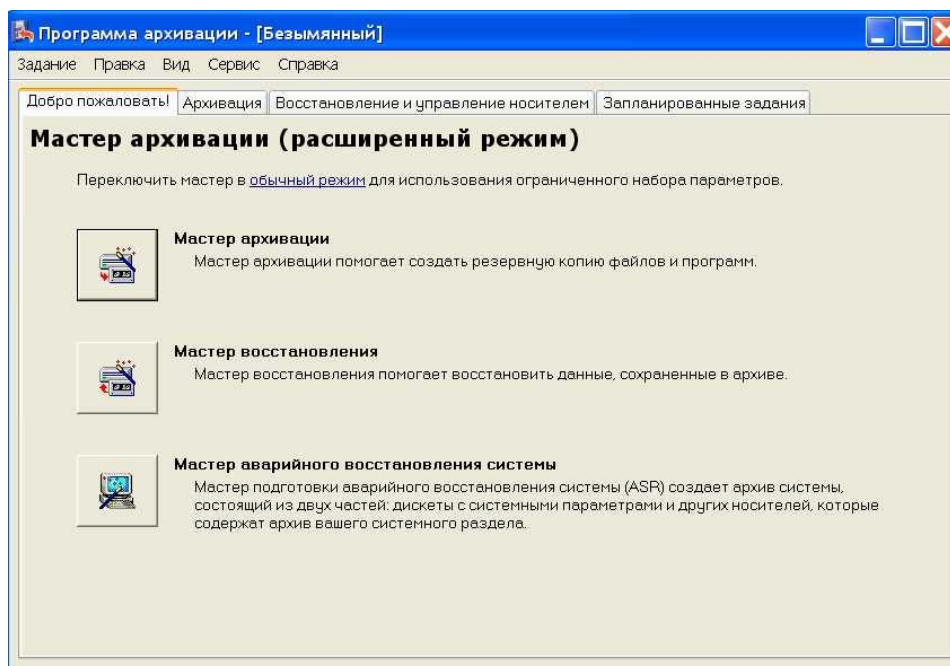 Программа архивации - [Безымянный]
Задание Правка Вид Сервис Справка
Добро пожаловать! Архивация Восстановление и управление носителем Запланированные задания
Мастер архивации (расширенный режим)
Переключить мастер в обычный режим для использования ограниченного набора параметров.
Мастер архивации
Мастер архивации помогает создать резервную копию файлов и программ.
Мастер восстановления
Мастер восстановления помогает восстановить данные, сохраненные в архиве.
Мастер аварийного восстановления системы
Мастер подготовки аварийного восстановления системы (ASR) создает архив системы,
состоящий из двух частей: дискеты с системными параметрами и других носителей, которые
содержат архив вашего системного раздела.